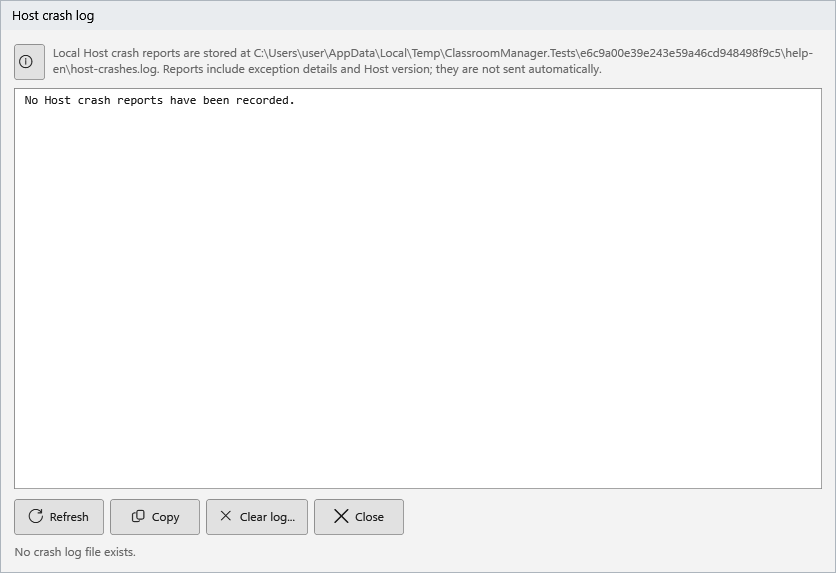 Host crash log
Local Host crash reports are stored at C:\Users\user\AppData\Local\Temp\ClassroomManager.Tests\e6c9a00e39e243e59a46cd948498f9c5\help-
en\host-crashes.log. Reports include exception details and Host version; they are not sent automatically.
No Host crash reports have been recorded.
Refresh
Copy
Clear log...
Close
No crash log file exists.